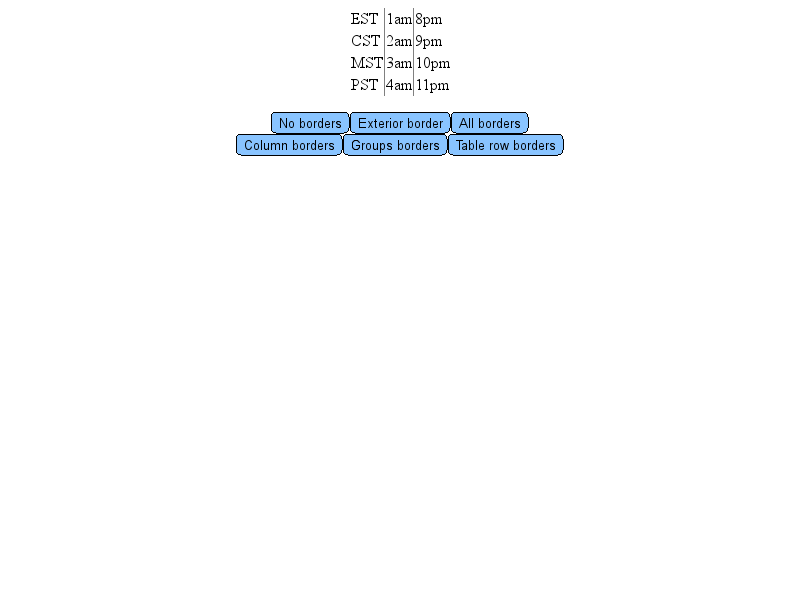 EST 1am 8pm
CST 2am 9pm
MST 3am 10pm
PST 4am 11pm
No borders Exterior border All borders
Column borders Groups borders Table row borders